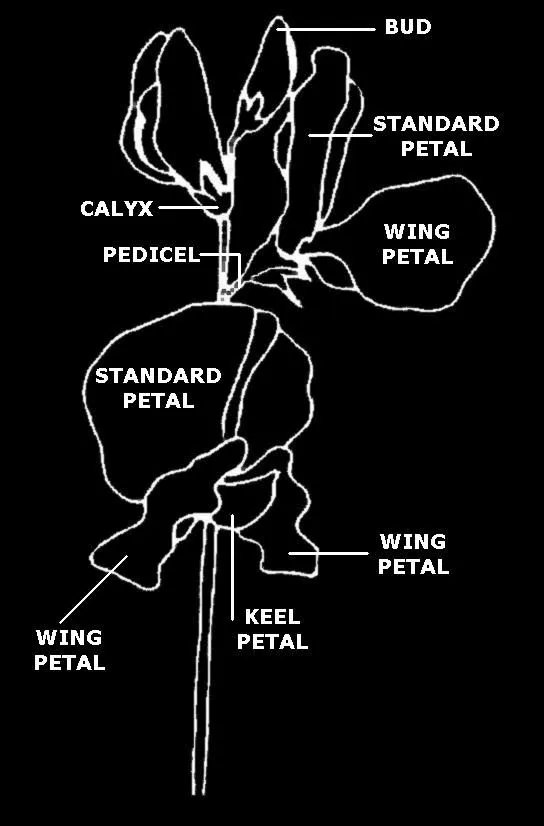 BUD
STANDARD
PETAL
CALYX
WING
PETAL
PEDICEL
STANDARD
PETAL
WING
PETAL
KEEL
PETAL
WING
PETAL